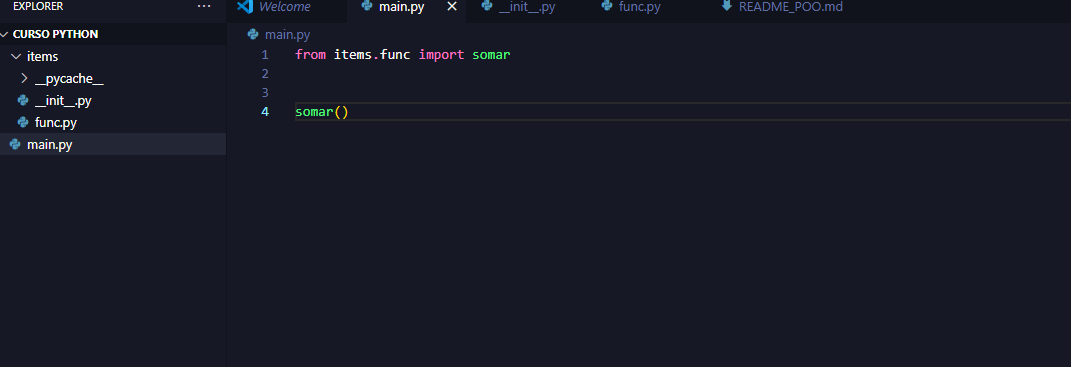 EXPLORER ...
CURSO PYTHON
items
__pycache__
__init__.py
func.py
main.py
Welcome main.py __init__.py func.py README_POO.md
main.py
1 from items.func import somar
2
3
4 somar()